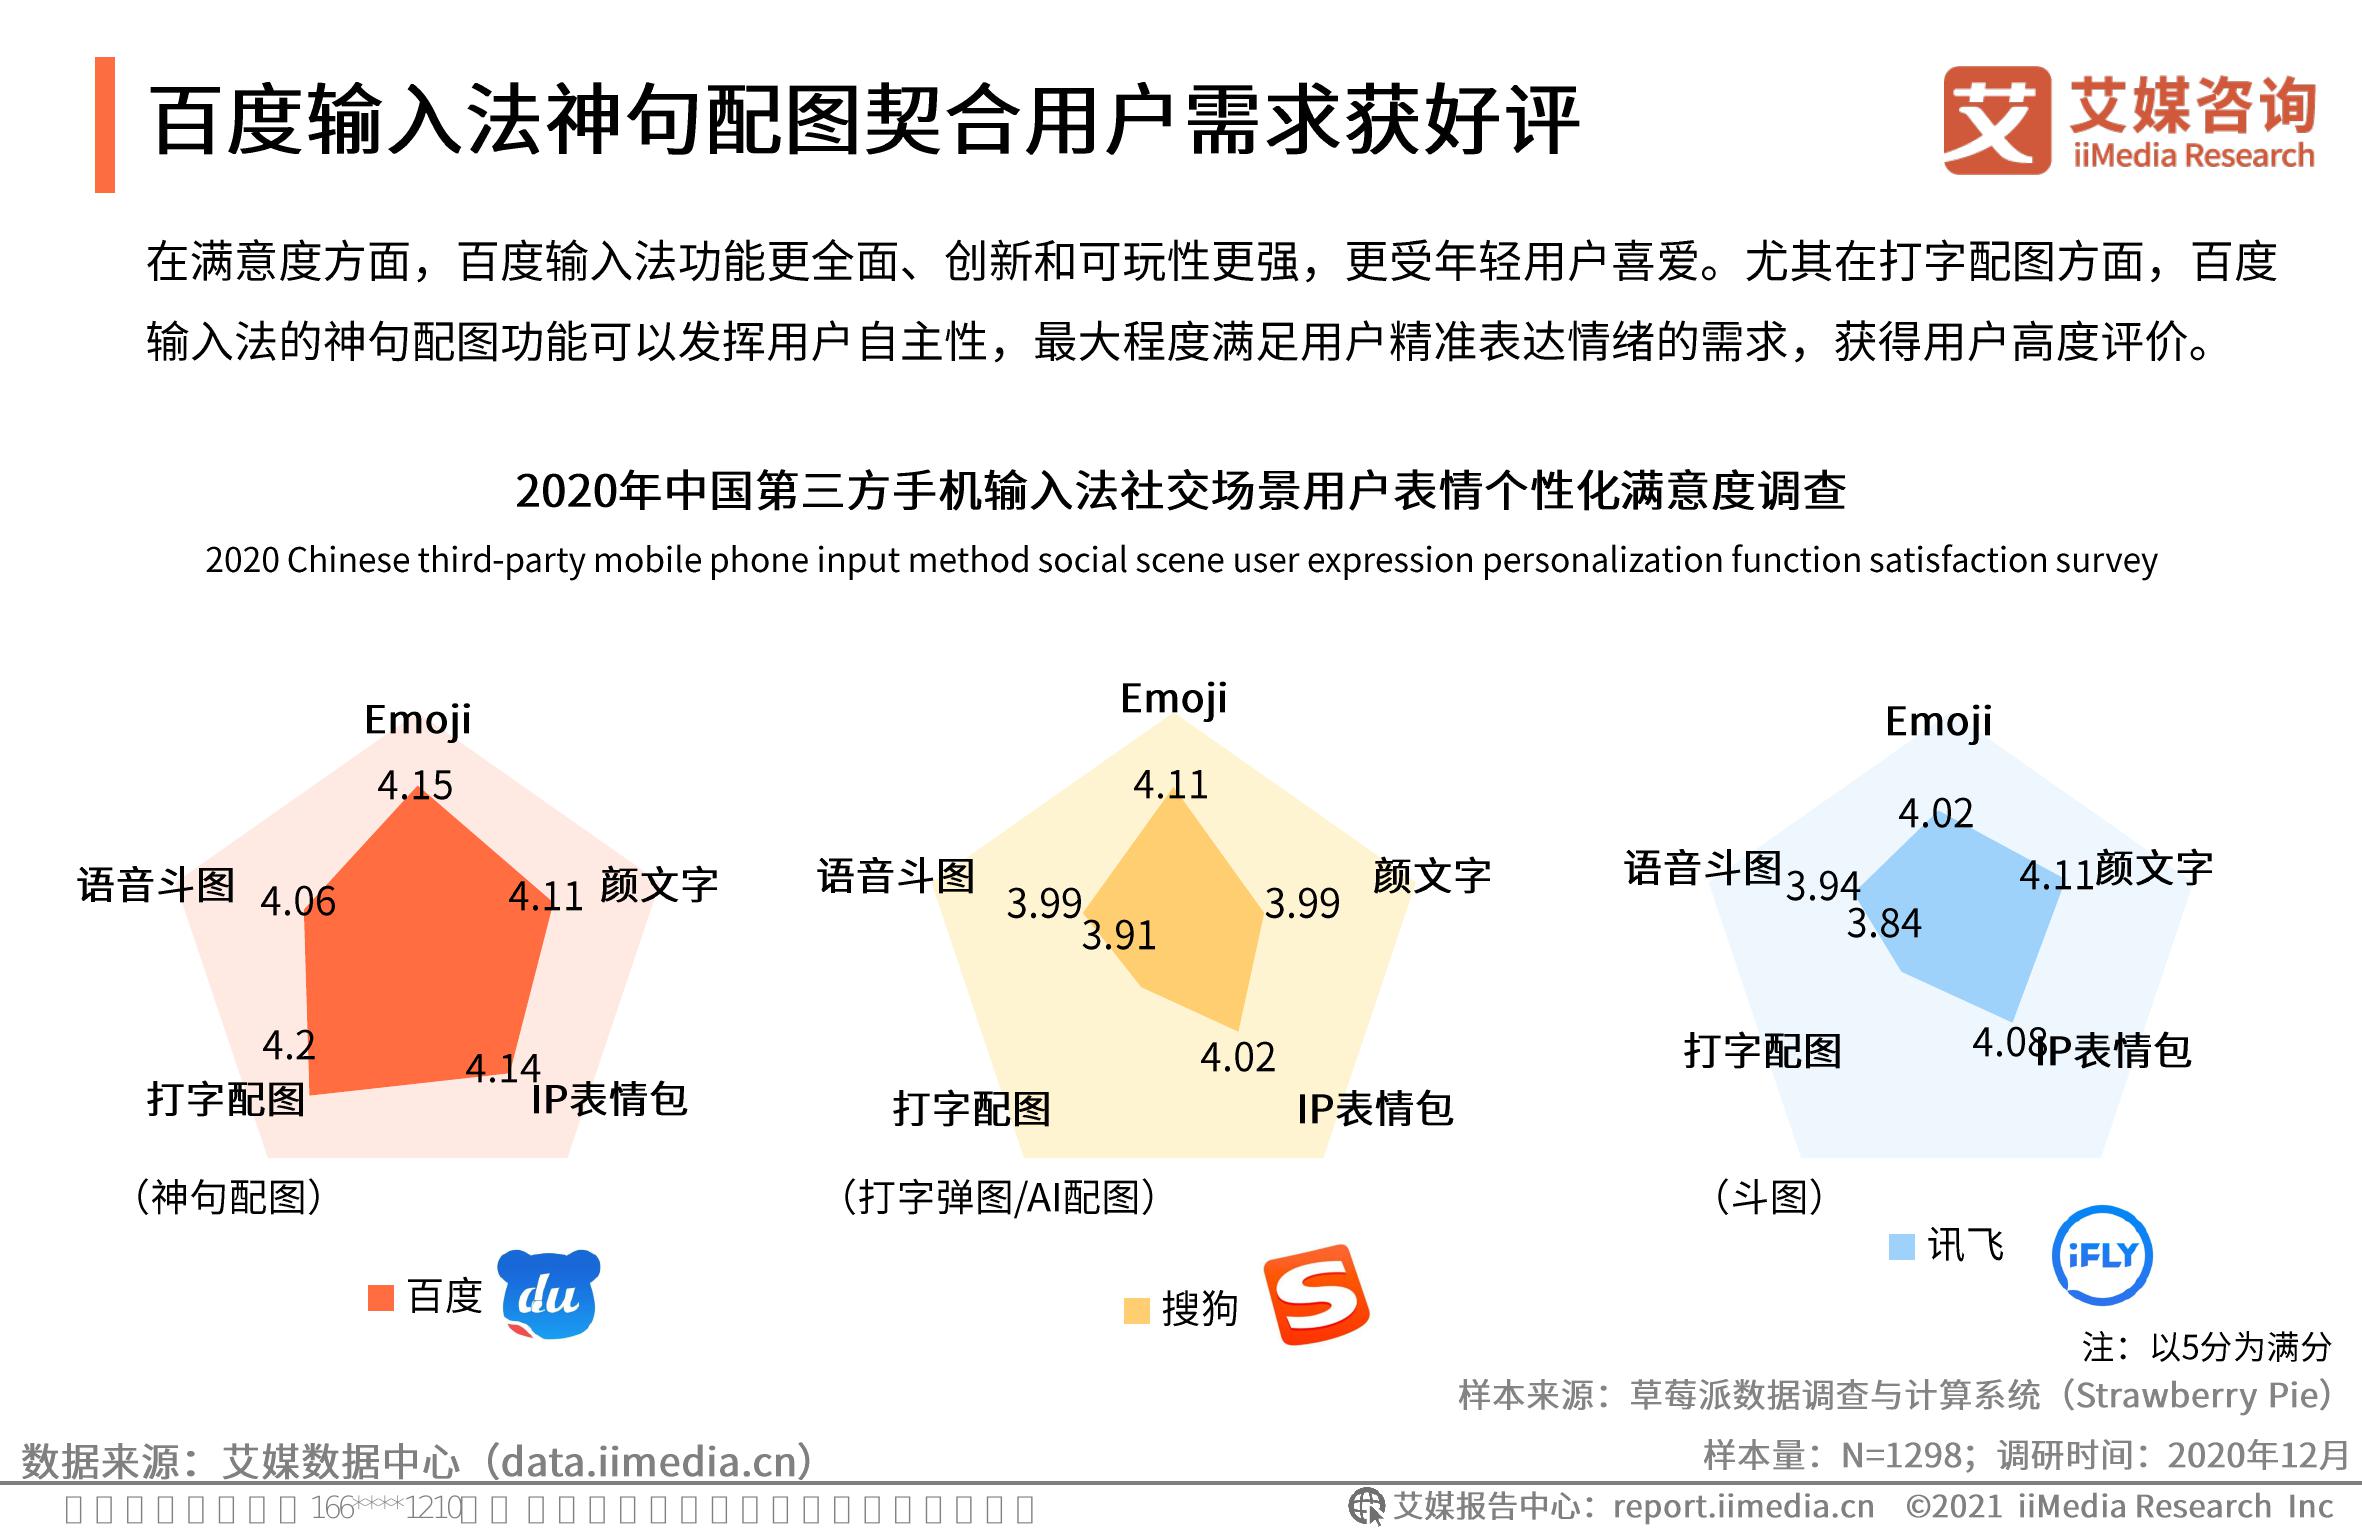 百度输入法神句配图契合用户需求获好评
艾
艾媒咨询
iiMedia Research
在满意度方面，百度输入法功能更全面、创新和可玩性更强，更受年轻用户喜爱。尤其在打字配图方面，百度
输入法的神句配图功能可以发挥用户自主性，最大程度满足用户精准表达情绪的需求，获得用户高度评价。
2020年中国第三方手机输入法社交场景用户表情个性化满意度调查
2020 Chinese third-party mobile phone input method social scene user expression personalization function satisfaction survey
Emoji
4.15
语音斗图
4.06
4.11
颜文字
4.2
4.14
打字配图
IP表情包
（神句配图）
百度
du
Emoji
4.11
语音斗图
3.99
3.99
颜文字
3.91
4.02
打字配图
IP表情包
（打字弹图/AI配图）
搜狗
S
Emoji
4.02
语音斗图
3.94
4.11
颜文字
3.84
4.08
打字配图
IP表情包
（斗图）
讯飞
iFLY
注：以5分为满分
样本来源：草莓派数据调查与计算系统（Strawberry Pie）
数据来源：艾媒数据中心（data.iimedia.cn）
样本量：N=1298；调研时间：2020年12月
166****1210
艾媒报告中心：report.iimedia.cn ©2021 iiMedia Research Inc